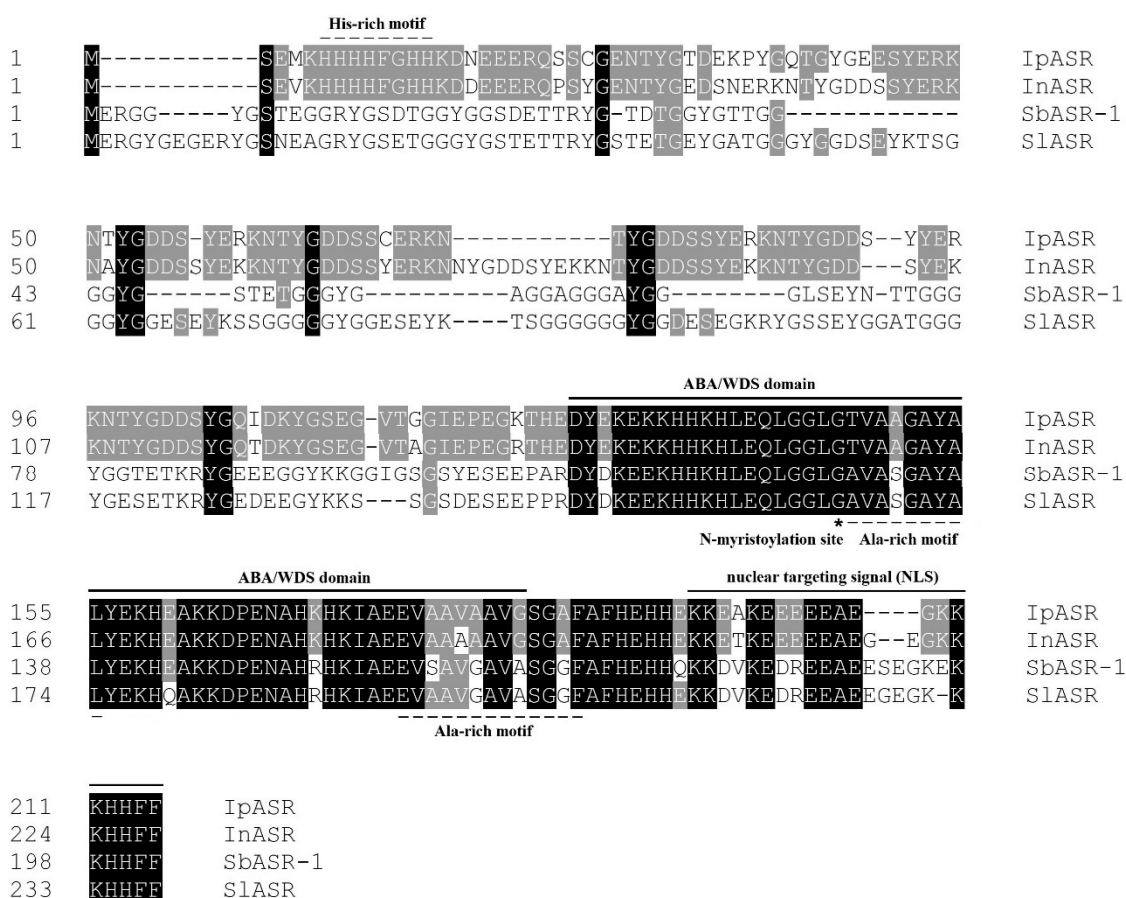 His-rich motif
1 M-----------SEMKHHHHFGHHKDNEEERQSSCGENTYGTDEKPYGQTGYGEESYERK IpASR
1 M-----------SEVKHHHHFGHHKDDEEERQPSYGENTYGEDSNERKNTYGDDSSYERK InASR
1 MERGG-----YGSTEGGRYGSDTGGYGGSDETTRYG-TDTGGYGTTGG------------ SbASR-1
1 MERGYGEGERYGSNEAGRYGSETGGYGSTETTRYGSTETGEYGATGGGYGGDSEYKTSG SlASR
50 NTYGDDS-YERKNTYGDDSSCERKN-----------TYGDDSSYERKNTYGDDS--YYER IpASR
50 NAYGDDSSYEKKNTYGDDSSYERKNNYGDDSYEKKNTYGDDSSYEKKNTYGDD---SYEK InASR
43 GGYG------STETGGGYG----------AGGAGGGAYGG--------GLSEYN-TTGGG SbASR-1
61 GGYGGESEYKSSGGGGGYGGESEYK----TSGGGGGGYGGDESEGKRYGSSEYGGATGGG SlASR
ABA/WDS domain
96 KNTYGDDSYGQIDKYGSEG-VTGGIEPEGKTHEDYEKEKKHHKHLEQLGGLGTVAAGAYA IpASR
107 KNTYGDDSYGQTDKYGSEG-VTAGIEPEGRTHEDYEKEKKHHKHLEQLGGLGTVAAGAYA InASR
78 YGGTETKRYGEEEGGYKKGGIGSGSYESEEPARDYDKEEKHHKHLEQLGGLGAVASGAYA SbASR-1
117 YGESETKRYGEDEEGYKKS---SGSDESEEPPRDYDKEEKHHKHLEQLGGLGAVASGAYA SlASR
N-myristoylation site * Ala-rich motif
ABA/WDS domain nuclear targeting signal (NLS)
155 LYEKHEAKKDPENAHKHKIAEEVAAVAAVGSGAFAFHEHHEKKEAKEEEEEAE----GKK IpASR
166 LYEKHEAKKDPENAHKHKIAEEVAAAAAVGSGAFAFHEHHEKKETKEEEEEAEG--EGKK InASR
138 LYEKHEAKKDPENAHRHKIAEEVSAVGAVASGGFAFHEHHQKKDVKEDREEAEESEGKEK SbASR-1
174 LYEKHQAKKDPENAHRHKIAEEVAAVGAVASGGFAFHEHHEKKDVKEDREEAEEGEGK-K SlASR
Ala-rich motif
211 KHHFF IpASR
224 KHHFF InASR
198 KHHFF SbASR-1
233 KHHFF SlASR